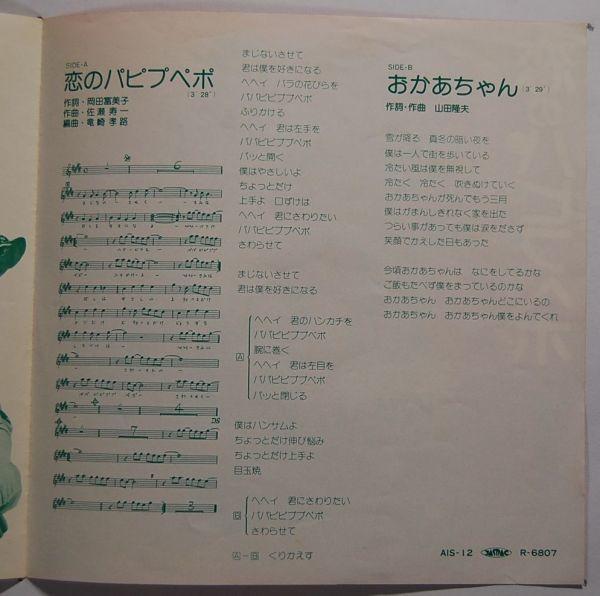 SIDE-A
恋のパピプペポ
(3′28″)
作詞・岡田冨美子
作曲・佐瀬寿一
編曲・竜崎孝路
まじないさせて
君は僕を好きになる
ヘヘイ バラの花びらを
パパピピププペポ
ふりかける
ヘヘイ 君は左手を
パパピピププペポ
パッと開く
僕はやさしいよ
ちょっとだけ
上手よ 口ずけは
ヘヘイ 君にさわりたい
パパピピププペポ
さわらせて
まじないさせて
君は僕を好きになる
A
ヘヘイ 君のハンカチを
パパピピププペポ
腕に巻く
ヘヘイ 君は左目を
パパピピププペポ
パッと閉じる
僕はハンサムよ
ちょっとだけ伸び悩み
ちょっとだけ上手よ
目玉焼
B
ヘヘイ 君にさわりたい
パパピピププペポ
さわらせて
A-B くりかえす
SIDE-B
おかあちゃん
(3′29″)
作詞・作曲 山田隆夫
雪が降る 真冬の暗い夜を
僕は一人で街を歩いている
冷たい風は僕を無視して
冷たく 冷たく 吹きぬけていく
おかあちゃんが死んでもう三月
僕はがまんしきれなく家を出た
つらい事があっても僕は涙をださず
笑顔でかえした日もあった
今頃おかあちゃんは なにをしてるかな
ご飯もたべず僕をまっているのかな
おかあちゃん おかあちゃんどこにいるの
おかあちゃん おかあちゃん僕をよんでくれ
AIS-12
R-6807